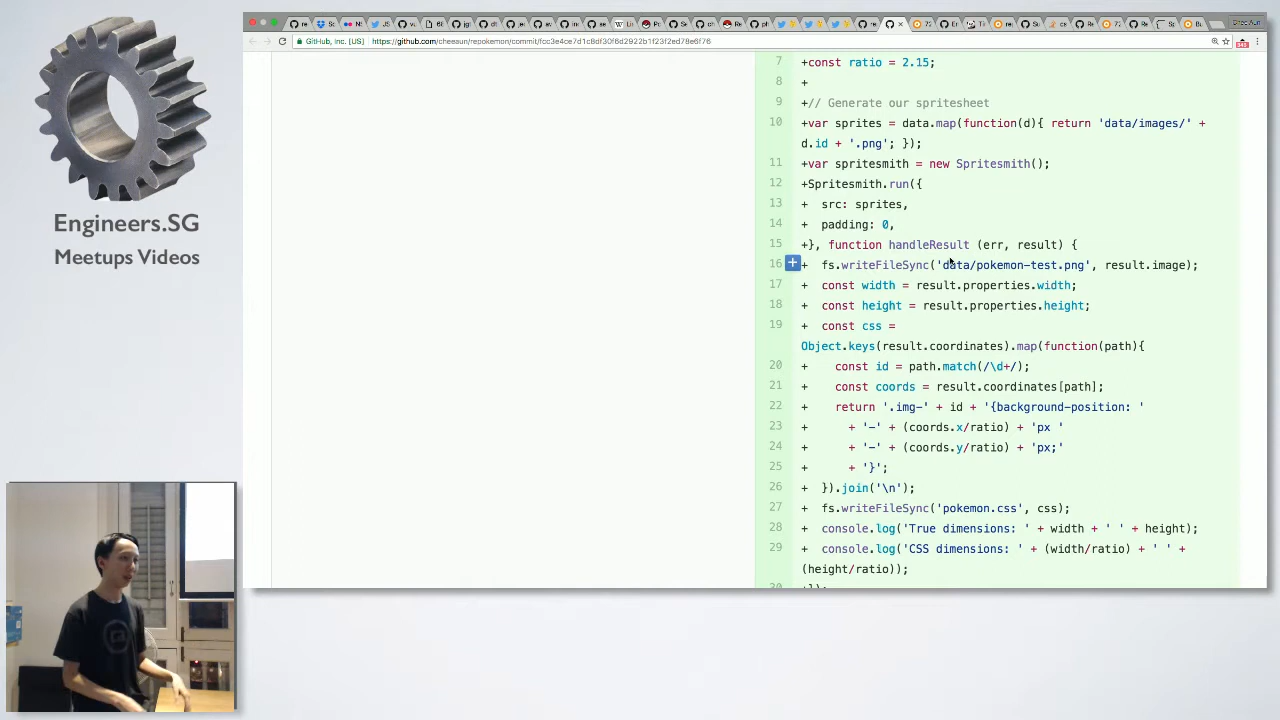 Engineers.SG
Meetups Videos
GitHub, Inc. [US]
https://github.com/cheeaun/repokemon/commit/fcc3e4ce7d1c8df30f6d2922b1f23f2ed78e6f76
7 +const ratio = 2.15;
8 +
9 +// Generate our spritesheet
10 +var sprites = data.map(function(d){ return 'data/images/' +
d.id + '.png'; });
11 +var spritesmith = new Spritesmith();
12 +Spritesmith.run({
13 + src: sprites,
14 + padding: 0,
15 +}, function handleResult (err, result) {
16 + fs.writeFileSync('data/pokemon-test.png', result.image);
17 + const width = result.properties.width;
18 + const height = result.properties.height;
19 + const css =
Object.keys(result.coordinates).map(function(path){
20 + const id = path.match(/\d+/);
21 + const coords = result.coordinates[path];
22 + return '.img-' + id + '{background-position: '
23 + + '-' + (coords.x/ratio) + 'px '
24 + + '-' + (coords.y/ratio) + 'px;'
25 + + '}';
26 + }).join('\n');
27 + fs.writeFileSync('pokemon.css', css);
28 + console.log('True dimensions: ' + width + ' ' + height);
29 + console.log('CSS dimensions: ' + (width/ratio) + ' ' +
(height/ratio));
30 +});